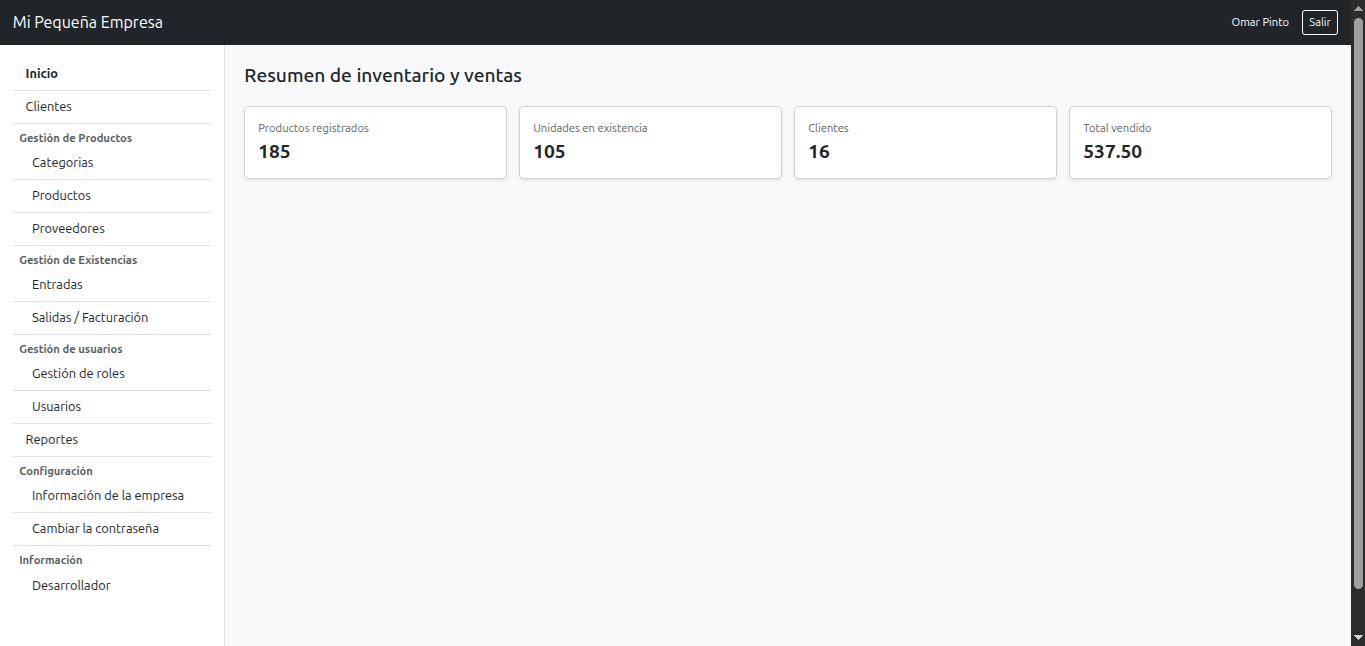 Mi Pequeña Empresa
Omar Pinto
Salir
Inicio
Clientes
Gestión de Productos
Categorias
Productos
Proveedores
Gestión de Existencias
Entradas
Salidas / Facturación
Gestión de usuarios
Gestión de roles
Usuarios
Reportes
Configuración
Información de la empresa
Cambiar la contraseña
Información
Desarrollador
Resumen de inventario y ventas
Productos registrados
185
Unidades en existencia
105
Clientes
16
Total vendido
537.50